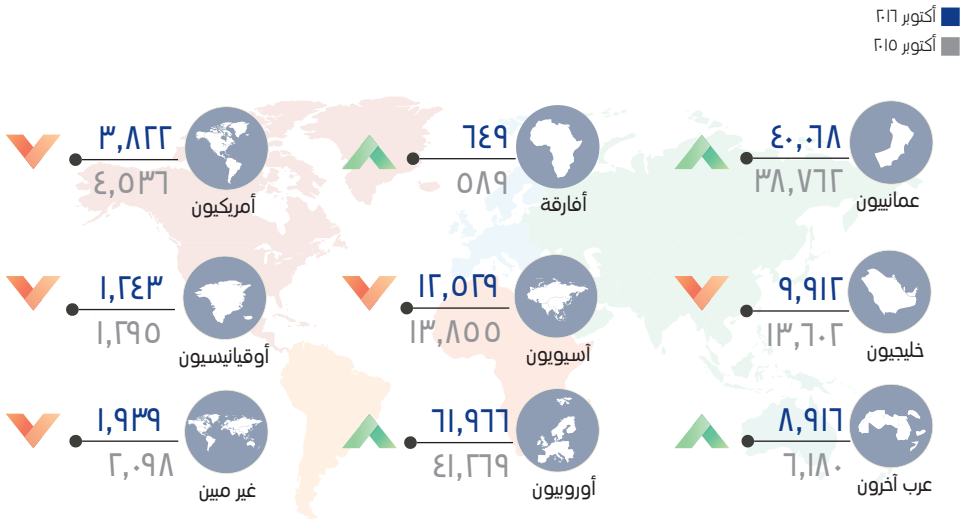 أكتوبر ٢٠١٦
أكتوبر ٢٠١٥
٤٠,٠٦٨
٣٨,٧٦٢
عمانييون
٦٤٩
٥٨٩
أفارقة
٣,٨٢٢
٤,٥٣٦
أمريكيون
٩,٩١٢
١٣,٦٠٢
خليجيون
١٢,٥٢٩
١٣,٨٥٥
آسيويون
١,٢٤٣
١,٢٩٥
أوقيانيسيون
٨,٩١٦
٦,١٨٠
عرب آخرون
٦١,٩٦٦
٤١,٢٦٩
أوروبيون
١,٩٣٩
٢,٠٩٨
غير مبين